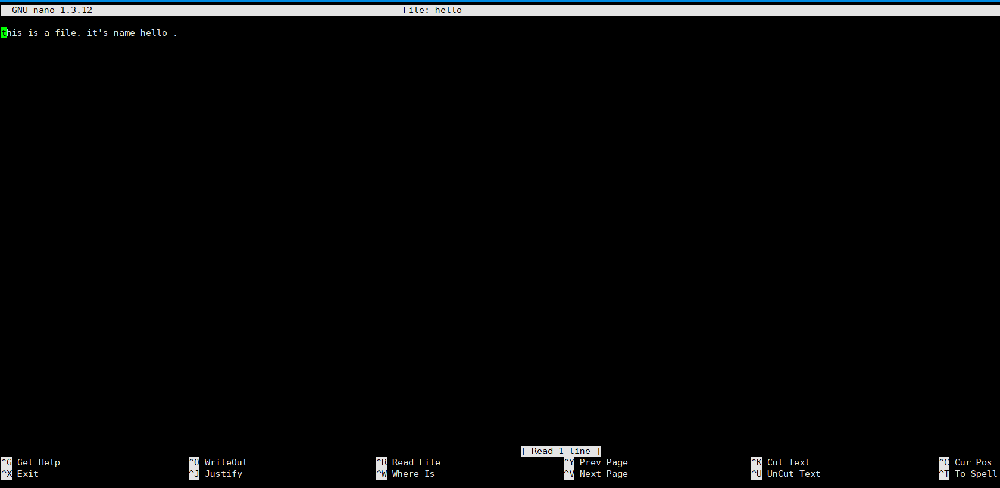 GNU nano 1.3.12 File: hello
this is a file. it's name hello .
[ Read 1 line ]
^G Get Help ^O WriteOut ^R Read File ^Y Prev Page ^K Cut Text ^C Cur Pos
^X Exit ^J Justify ^W Where Is ^V Next Page ^U UnCut Text ^T To Spell